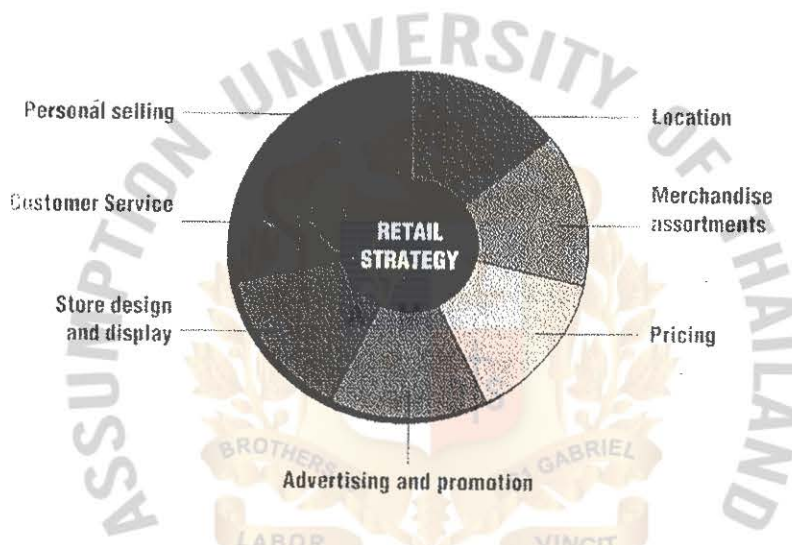 ASSUMPTION UNIVERSITY OF THAILAND
Personal selling
Location
Customer Service
Merchandise
assortments
RETAIL
STRATEGY
Store design
and display
Pricing
Advertising and promotion
BROTHERS
GABRIEL
LABOR
VINCIT